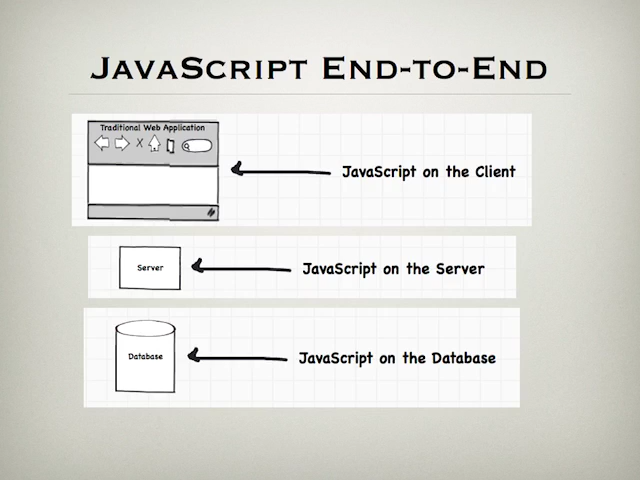 JAVASCRIPT END-TO-END
Traditional Web Application
JavaScript on the Client
Server
JavaScript on the Server
Database
JavaScript on the Database